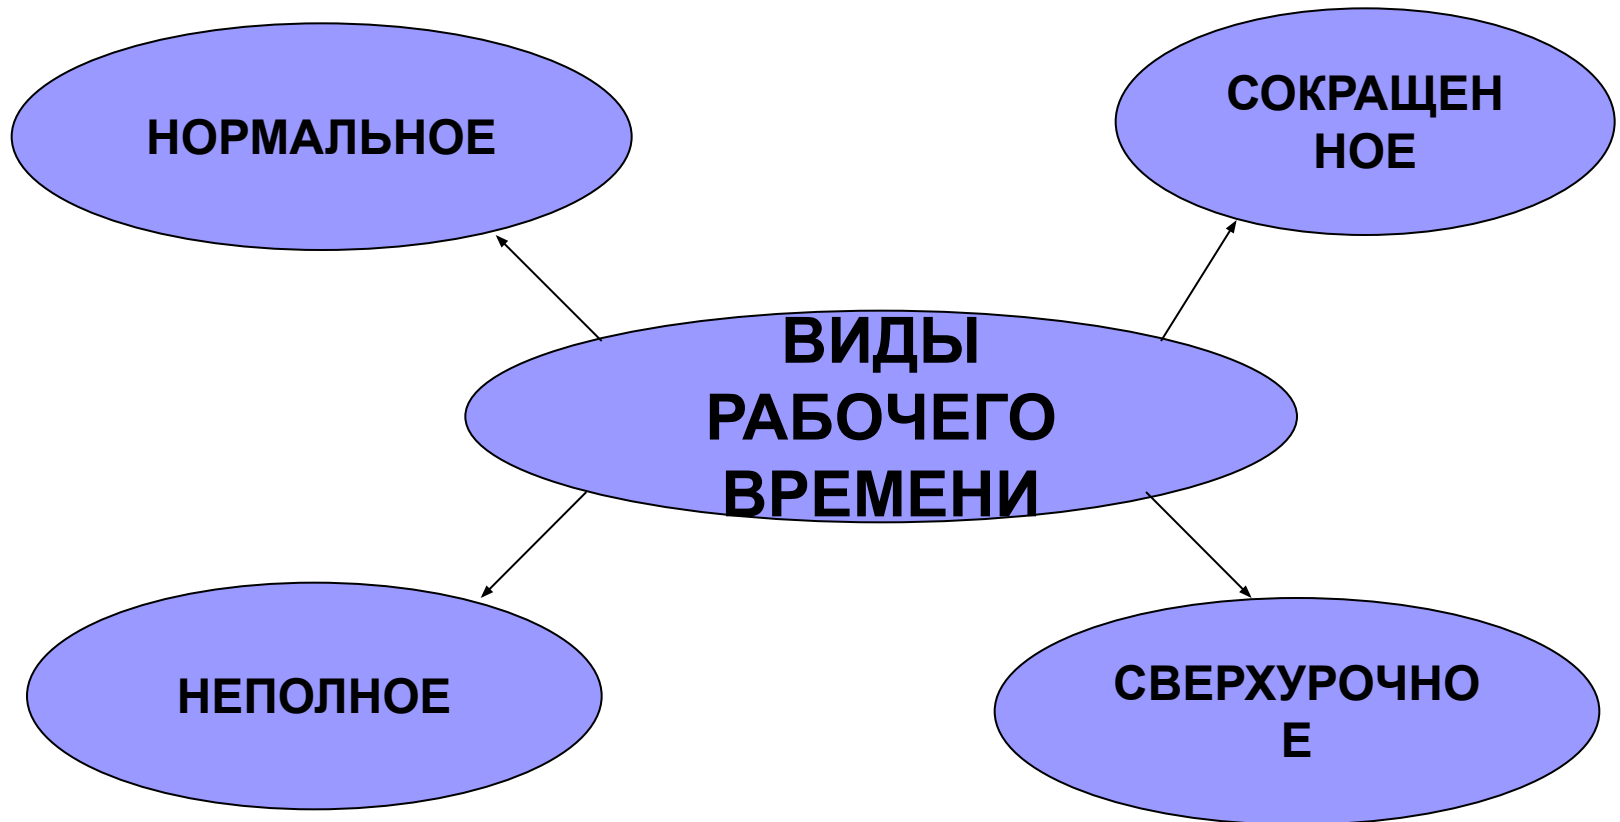 НОРМАЛЬНОЕ
СОКРАЩЕН
НОЕ
ВИДЫ
РАБОЧЕГО
ВРЕМЕНИ
НЕПОЛНОЕ
СВЕРХУРОЧНО
Е